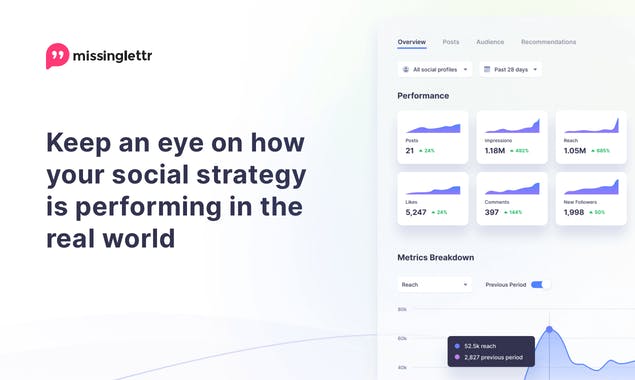 missinglettr
Keep an eye on how
your social strategy
is performing in the
real world
Overview Posts Audience Recommendations
All social profiles Past 28 days
Performance
Posts Impressions Reach
21 24% 1.18M 492% 1.05M 685%
Likes Comments New Followers
5,247 24% 397 144% 1,998 50%
Metrics Breakdown
Reach Previous Period
80k
60k
52.5k reach
2,827 previous period
40k